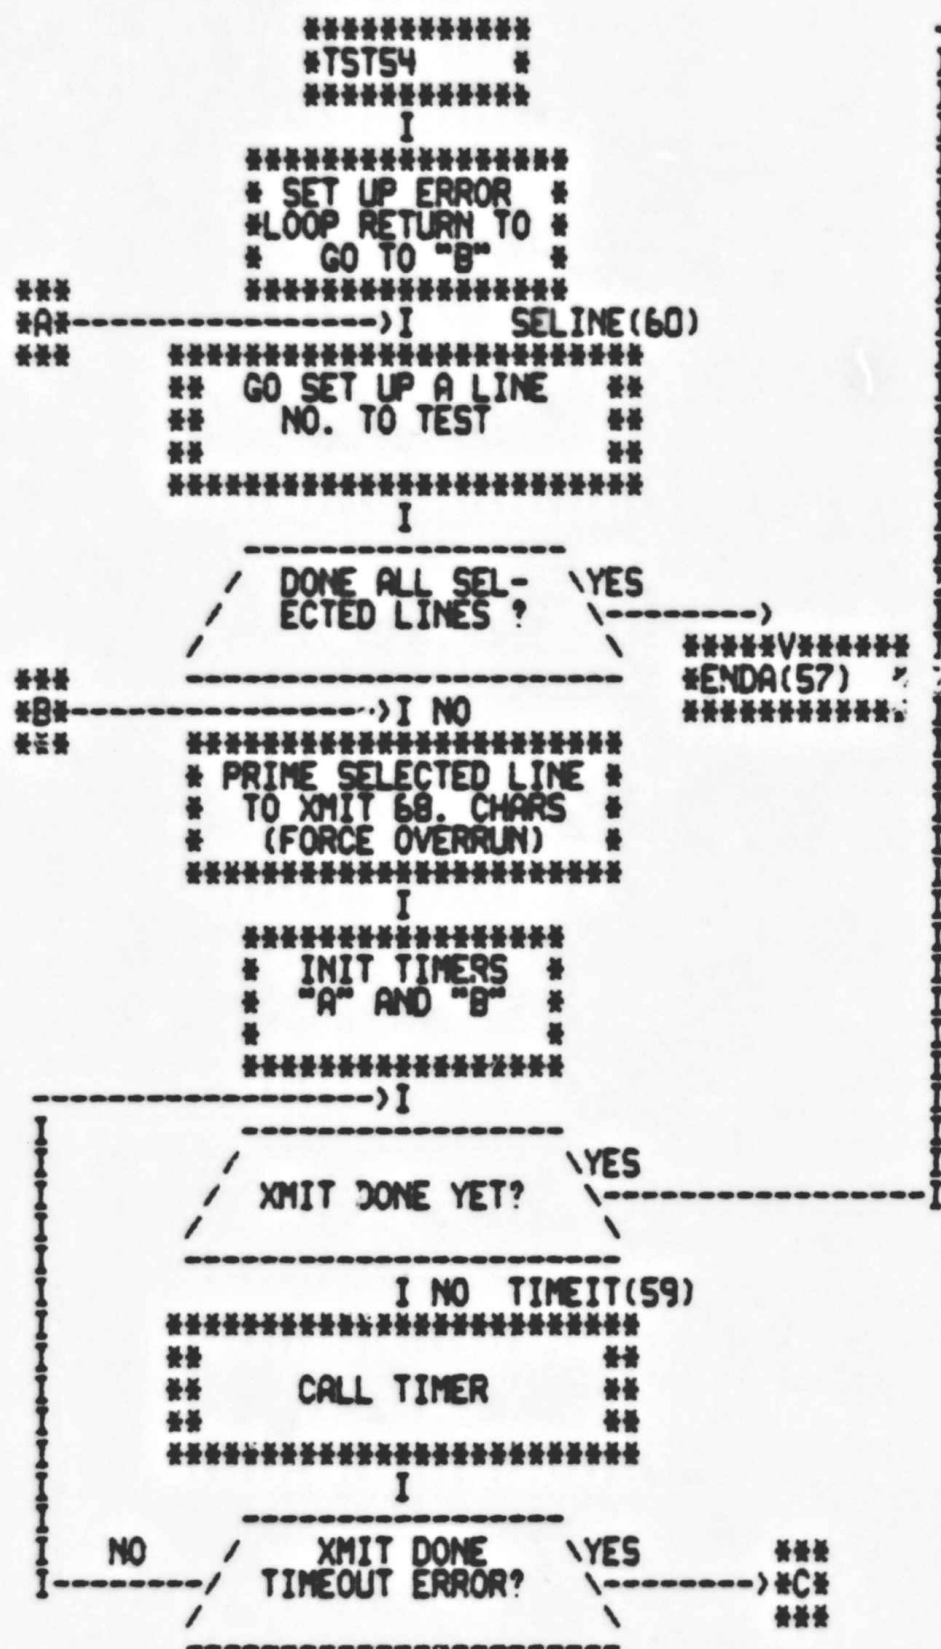 TST54
SET UP ERROR
LOOP RETURN TO
GO TO "B"
A
SELINE(60)
GO SET UP A LINE
NO. TO TEST
DONE ALL SEL-
ECTED LINES ?
YES
ENDA(57)
B
NO
PRIME SELECTED LINE
TO XMIT 68. CHARS
(FORCE OVERRUN)
INIT TIMERS
"A" AND "B"
XMIT DONE YET?
YES
NO TIMEIT(59)
CALL TIMER
NO
XMIT DONE
TIMEOUT ERROR?
YES
C